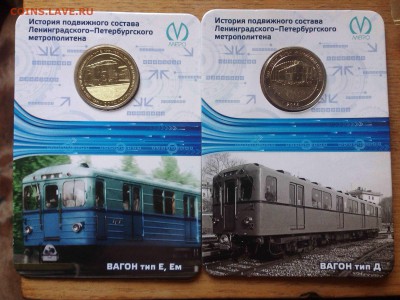 COINS.LAVE.RU
История подвижного состава
Ленинградского–Петербургского
метрополитена
ВАГОН тип Е, Ем
История подвижного состава
Ленинградского–Петербургского
метрополитена
ВАГОН тип Д